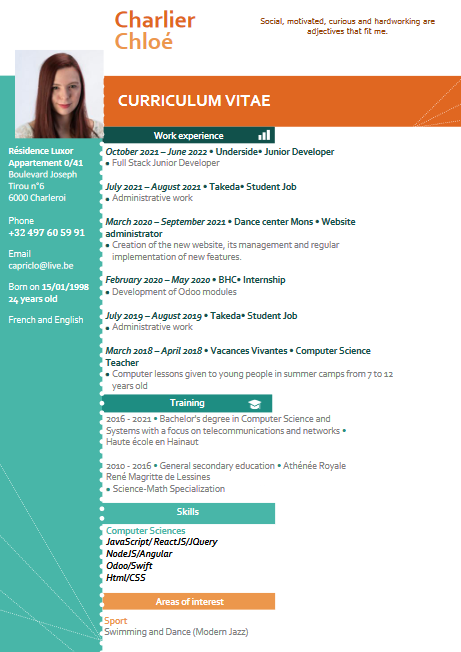 Charlier
Chloé
Social, motivated, curious and hardworking are
adjectives that fit me.
CURRICULUM VITAE
Résidence Luxor
Appartement 0/41
Boulevard Joseph
Tirou n°6
6000 Charleroi
Phone
+32 497 60 59 91
Email
capriclo@live.be
Born on 15/01/1998
24 years old
French and English
Work experience
October 2021 – June 2022 • Underside• Junior Developer
• Full Stack Junior Developer
July 2021 – August 2021 • Takeda• Student Job
• Administrative work
March 2020 – September 2021 • Dance center Mons • Website
administrator
• Creation of the new website, its management and regular
implementation of new features.
February 2020 – May 2020 • BHC• Internship
• Development of Odoo modules
July 2019 – August 2019 • Takeda• Student Job
• Administrative work
March 2018 – April 2018 • Vacances Vivantes • Computer Science
Teacher
• Computer lessons given to young people in summer camps from 7 to 12
years old
Training
2016 - 2021 • Bachelor's degree in Computer Science and
Systems with a focus on telecommunications and networks •
Haute école en Hainaut
2010 - 2016 • General secondary education • Athénée Royale
René Magritte de Lessines
• Science-Math Specialization
Skills
Computer Sciences
JavaScript/ ReactJS/JQuery
NodeJS/Angular
Odoo/Swift
Html/CSS
Areas of interest
Sport
Swimming and Dance (Modern Jazz)